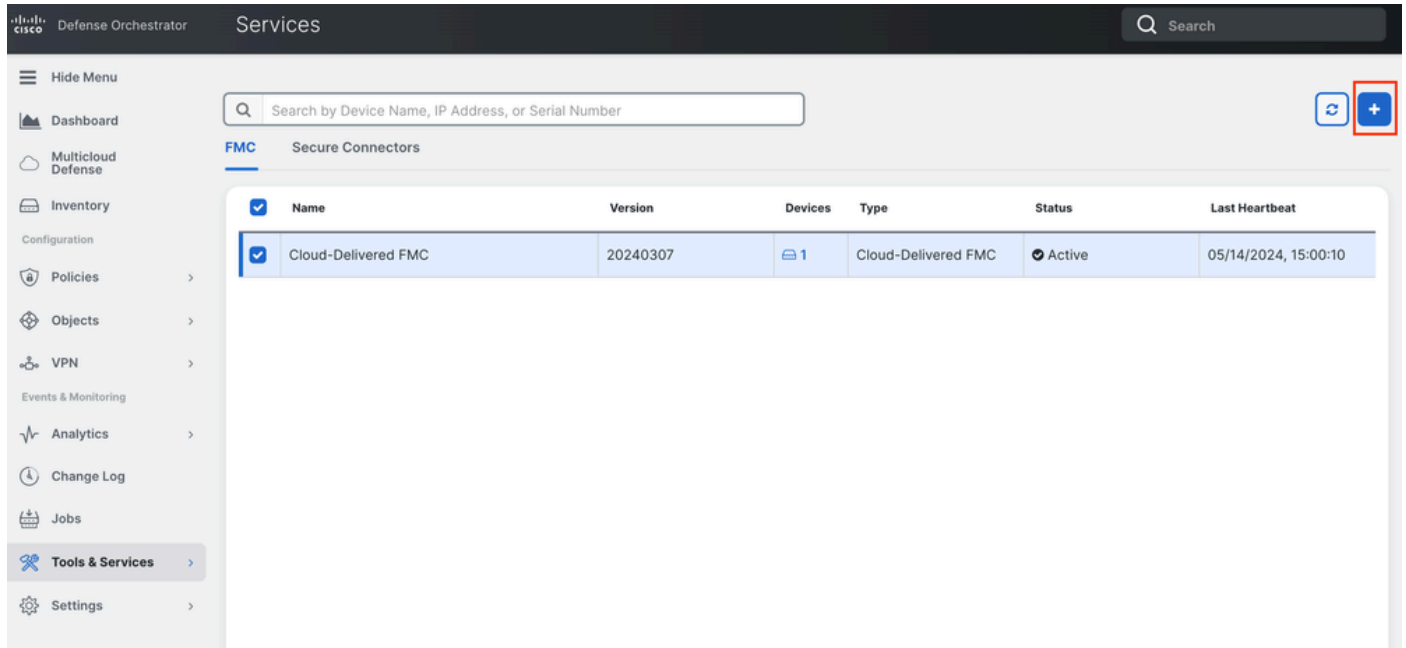 cisco Defense Orchestrator Services Search
Hide Menu
Dashboard
Multicloud
Defense
Inventory
Configuration
Policies
Objects
VPN
Events & Monitoring
Analytics
Change Log
Jobs
Tools & Services
Settings
Search by Device Name, IP Address, or Serial Number
+
FMC Secure Connectors
Name Version Devices Type Status Last Heartbeat
Cloud-Delivered FMC 20240307 1 Cloud-Delivered FMC Active 05/14/2024, 15:00:10